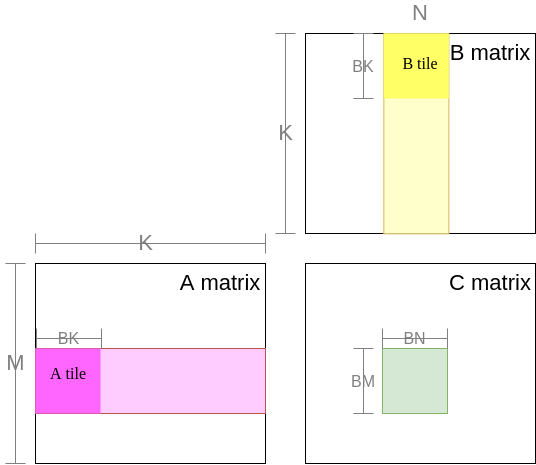 N
B matrix
BK
B tile
K
K
A matrix
C matrix
BK
BN
M
A tile
BM